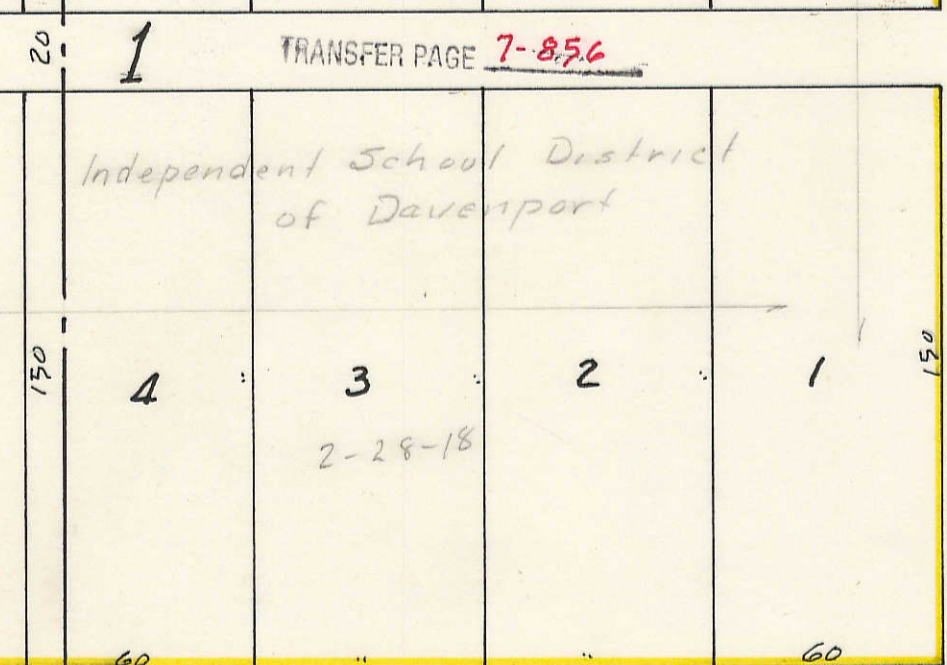 20
1 TRANSFER PAGE 7-856
Independent School District
of Davenport
150 4 3 2 1 150
2-28-18
60 60